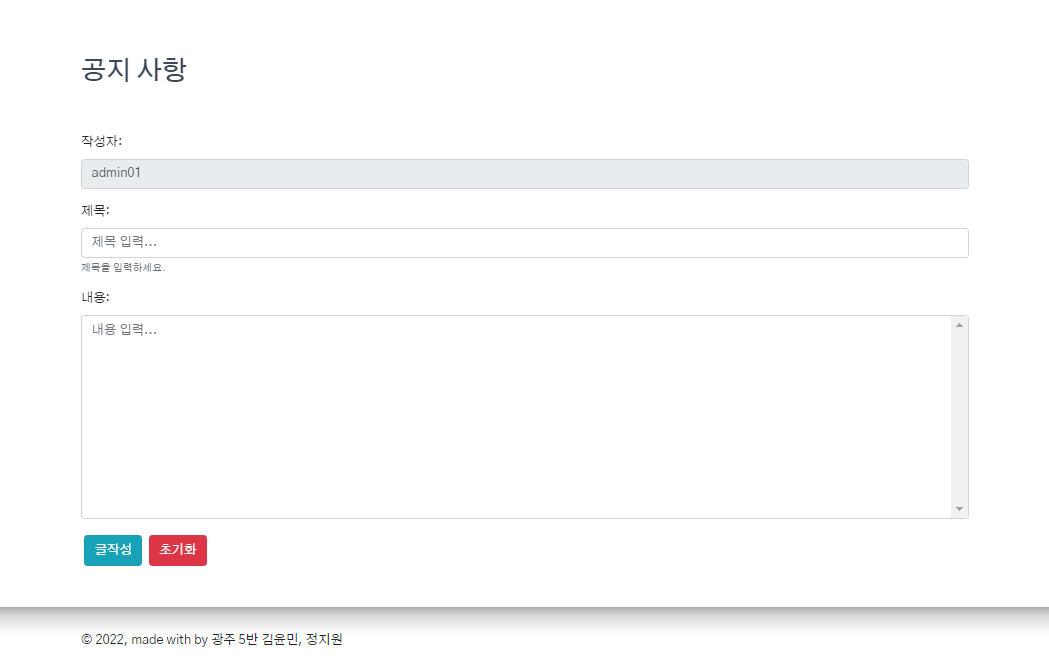 공지 사항
작성자:
admin01
제목:
제목 입력...
제목을 입력하세요.
내용:
내용 입력...
글작성 초기화
© 2022, made with by 광주 5반 김윤민, 정지원